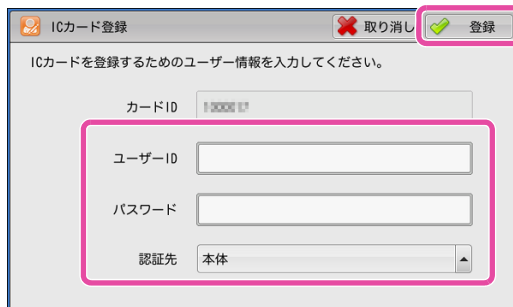 ICカード登録
取り消し
登録
ICカードを登録するためのユーザー情報を入力してください。
カードID
ユーザーID
パスワード
認証先
本体